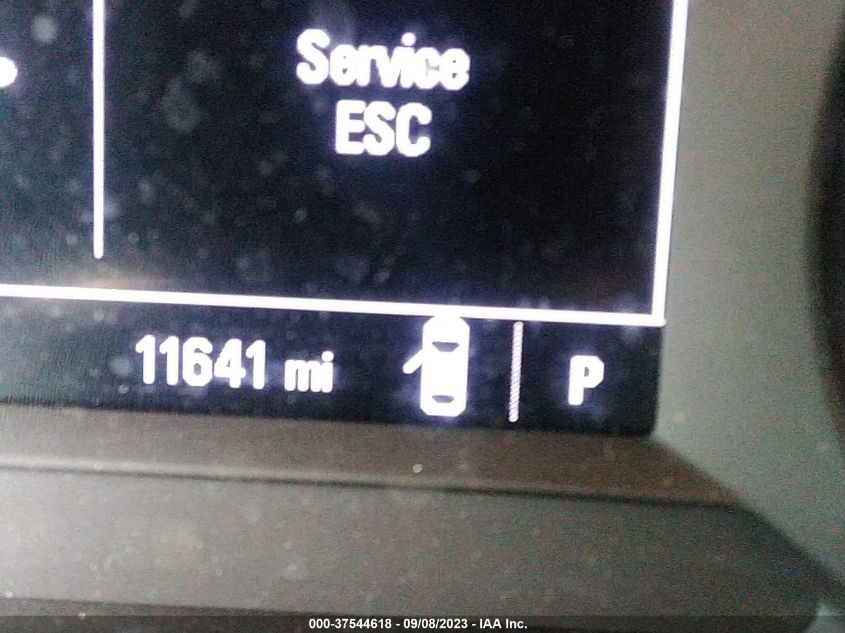 Service
ESC
11641 mi
P
000-37544618 - 09/08/2023 - IAA Inc.